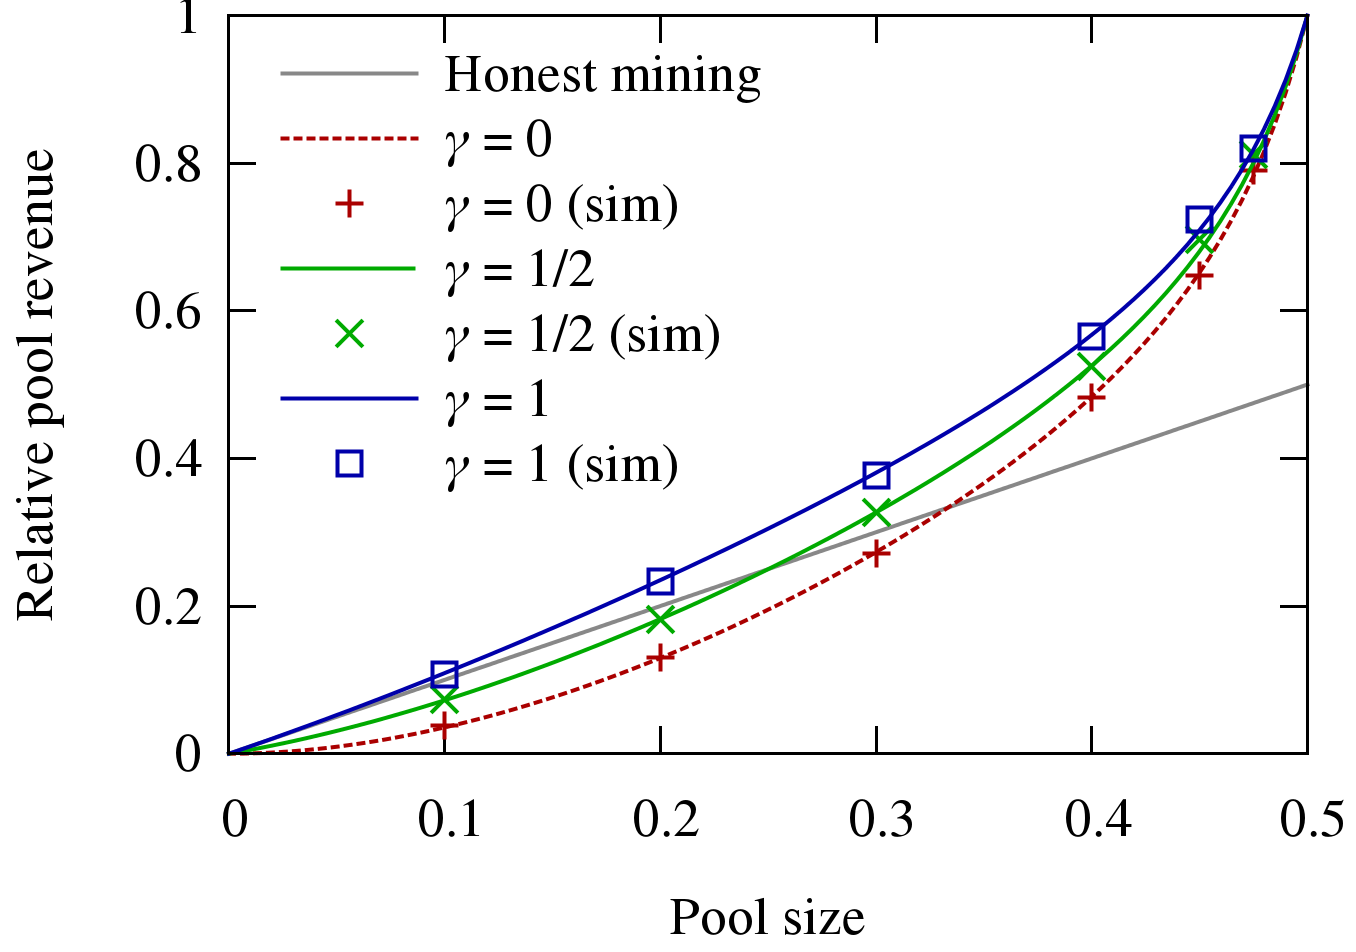 1
0.8
0.6
0.4
0.2
0
Relative pool revenue
Honest mining
γ = 0
γ = 0 (sim)
γ = 1/2
γ = 1/2 (sim)
γ = 1
γ = 1 (sim)
0 0.1 0.2 0.3 0.4 0.5
Pool size